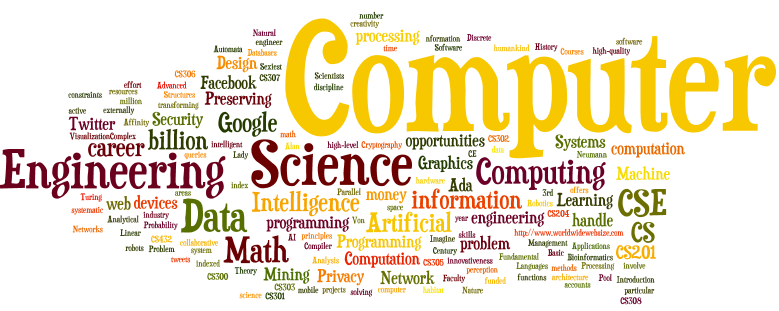 number
creativity
Natural
engineer
processing
information
Discrete
Automata
Databases
time
Software
humankind
History
Courses
software
high-quality
Computer
CS306
Design
Sexiest
CS307
effort
Advanced
Facebook
Scientists
discipline
constraints
resources
million
Structures
transforming
Preserving
active
externally
Twitter
Affinity
Security
Google
VisualizationComplex
career
billion
intelligent
math
Alan
high-level
Cryptography
opportunities
CS302
data
Systems
Neumann
computation
queries
Lady
Engineering
Science
Graphics
CE
Computing
Machine
index
hardware
Ada
Turing
areas
Intelligence
Parallel
money
information
Robotics
3rd
offers
Learning
CSE
web
devices
space
systematic
Analytical
industry
Data
Probability
programming
Von
Artificial
year
engineering
CS204
handle
CS
Networks
Linear
CS432
collaborative
AI
principles
Programming
Imagine
skills
http://www.worldwidewebsize.com
robots
Problem
system
Math
Compiler
Century
problem
Management
Basic
Applications
CS201
tweets
indexed
Analysis
Computation
CS305
innovativeness
Fundamental
Bioinformatics
CS300
Theory
Mining
Privacy
Network
Faculty
perception
funded
Languages
methods
Processing
involve
functions
architecture
Pool
Introduction
CS303
mobile
projects
solving
computer
habitat
Nature
accounts
particular
science
CS301
CS308